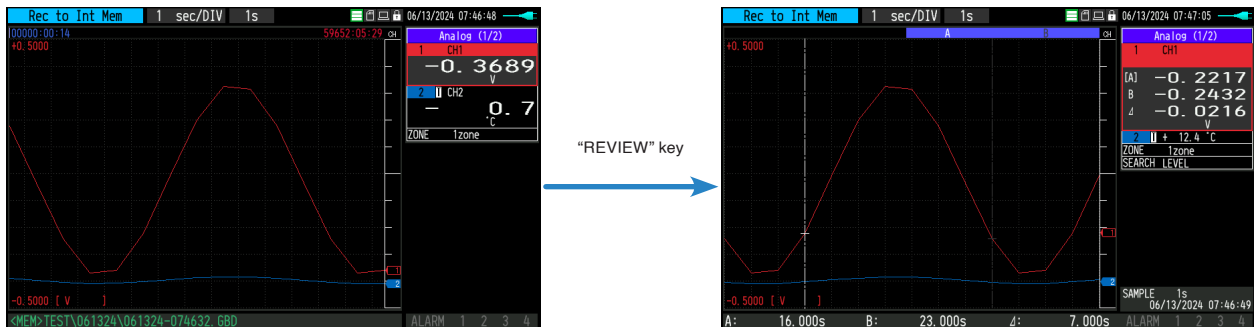 Rec to Int Mem 1 sec/DIV 1s 06/13/2024 07:46:48
00000:00:14 59652:05:29 CH
+0.5000
Analog (1/2)
1 CH1
-0.3689
V
2 CH2
- 0.7
°C
ZONE 1zone
1
2
-0.5000 [ V ]
<MEM>TEST\061324\061324-074632.GBD
ALARM 1 2 3 4
“REVIEW” key
Rec to Int Mem 1 sec/DIV 1s 06/13/2024 07:47:05
A B CH
+0.5000
Analog (1/2)
1 CH1
[A] -0.2217
B -0.2432
Δ -0.0216
V
2 + 12.4 °C
ZONE 1zone
SEARCH LEVEL
1
2
-0.5000 [ V ]
SAMPLE 1s
06/13/2024 07:46:49
A: 16.000s B: 23.000s Δ: 7.000s
ALARM 1 2 3 4